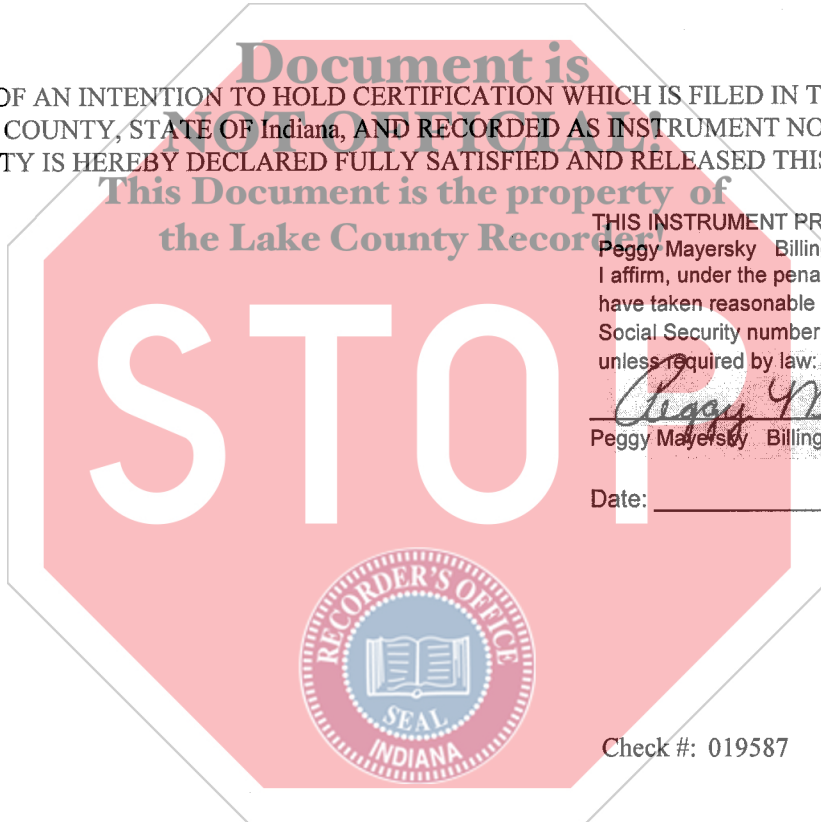 Document is
OF AN INTENTION TO HOLD CERTIFICATION WHICH IS FILED IN T
NOT OFFICIAL!
COUNTY, STATE OF Indiana, AND RECORDED AS INSTRUMENT NO
TY IS HEREBY DECLARED FULLY SATISFIED AND RELEASED THIS
This Document is the property of
the Lake County Recorder!
THIS INSTRUMENT PR
Peggy Mayersky Billin
I affirm, under the pena
have taken reasonable
Social Security number
unless required by law:
Peggy M
Peggy Mayersky Billing
Date:
STOP
RECORDER'S OFFICE
SEAL
INDIANA
Check #: 019587